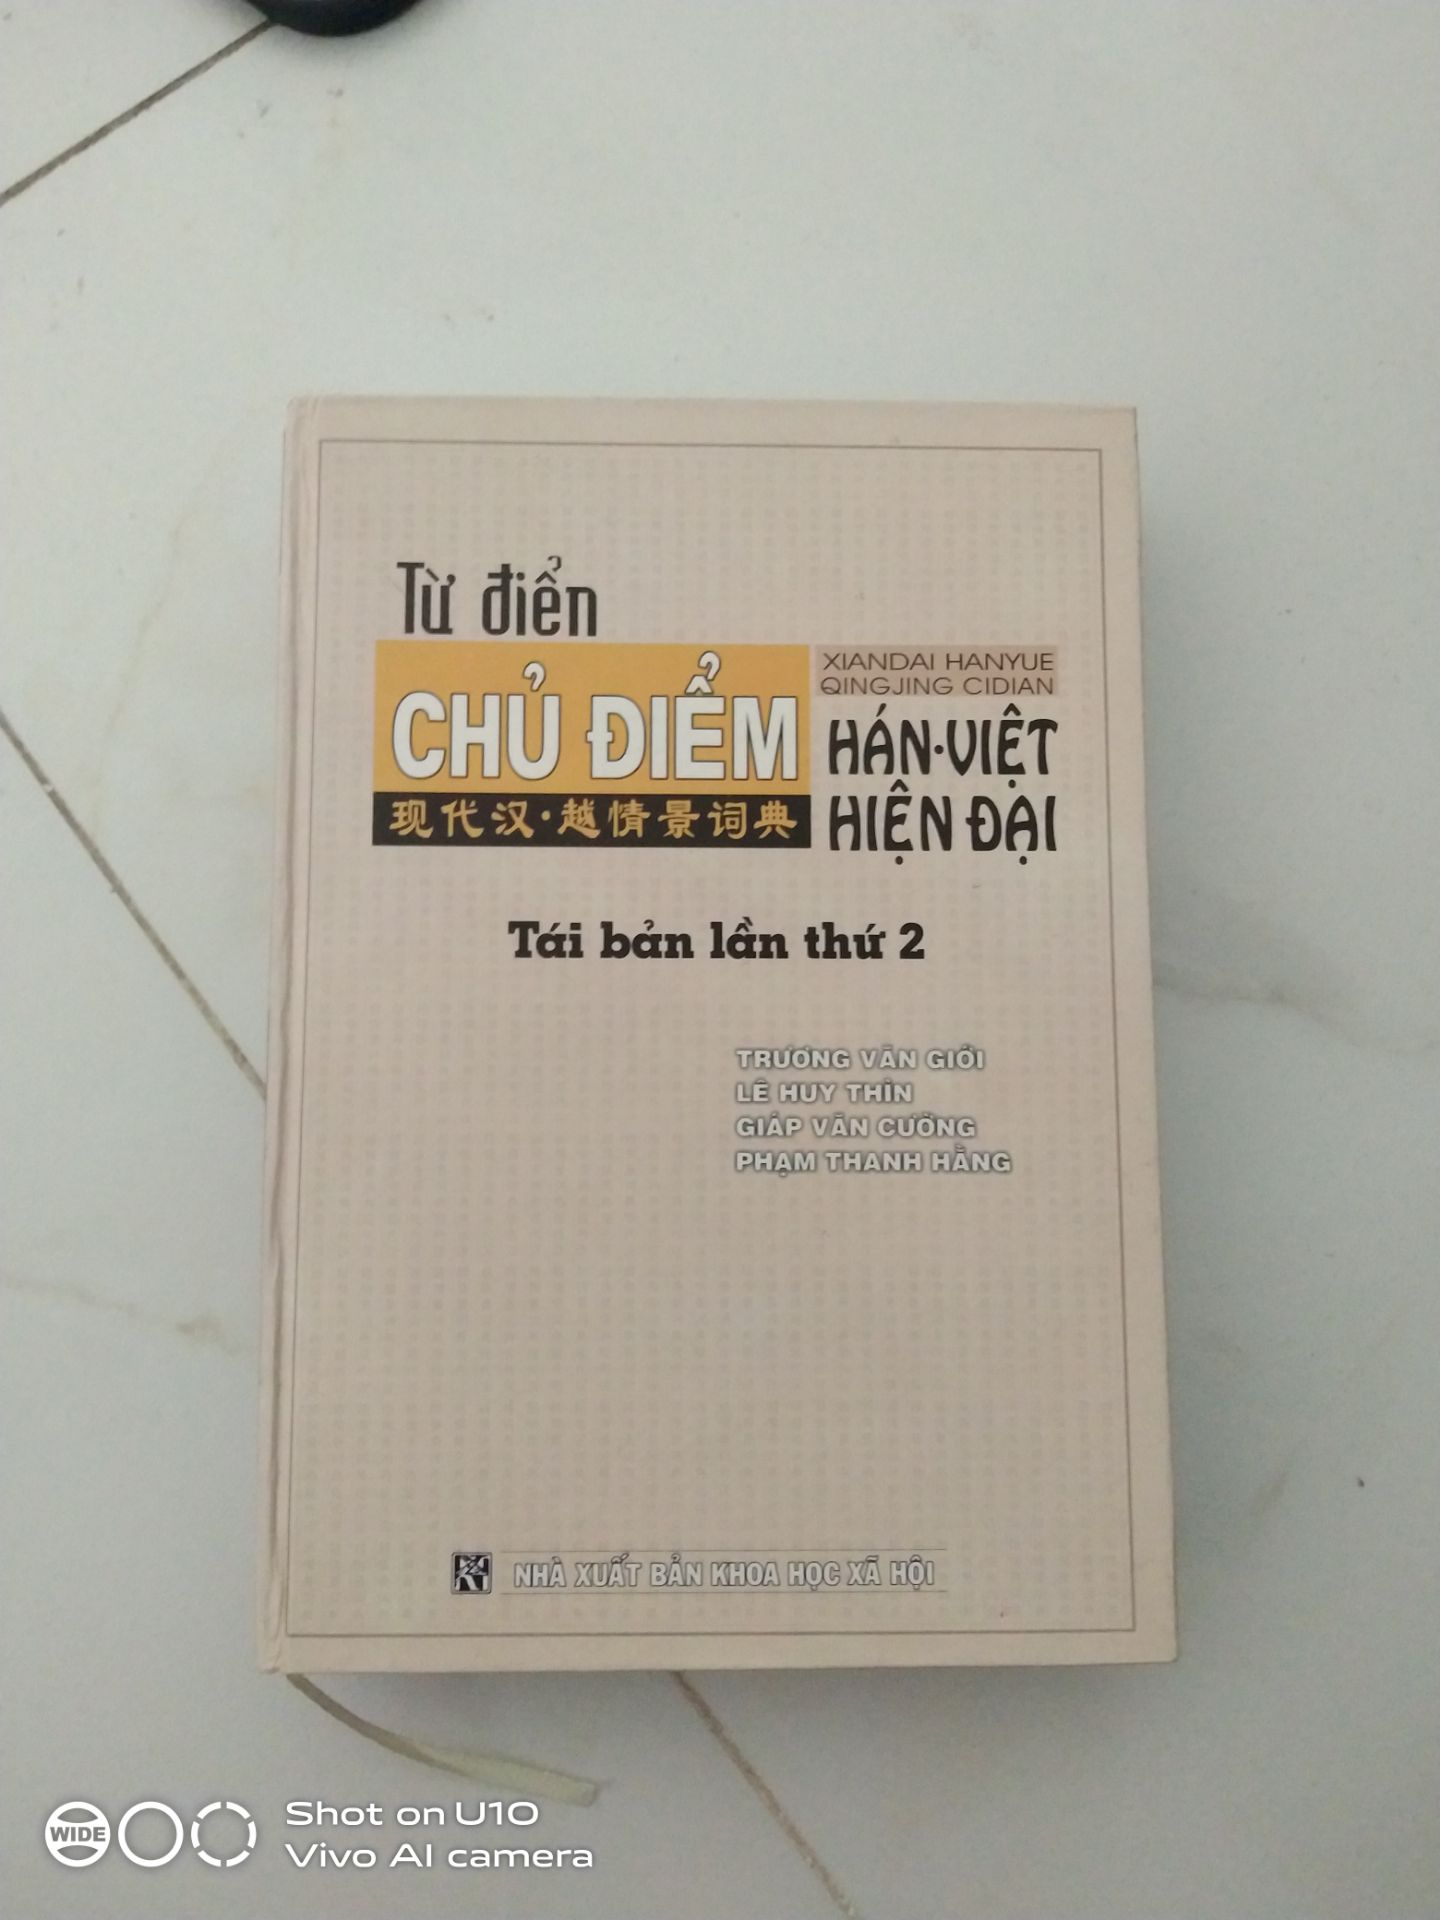 Từ điển
CHỦ ĐIỂM
现代汉·越情景词典
XIANDAI HANYUE
QINGJING CIDIAN
HÁN·VIỆT
HIỆN ĐẠI
Tái bản lần thứ 2
TRƯƠNG VĂN GIỚI
LÊ HUY THÌN
GIÁP VĂN CƯỜNG
PHẠM THANH HẰNG
NHÀ XUẤT BẢN KHOA HỌC XÃ HỘI
WIDE
Shot on U10
Vivo AI camera